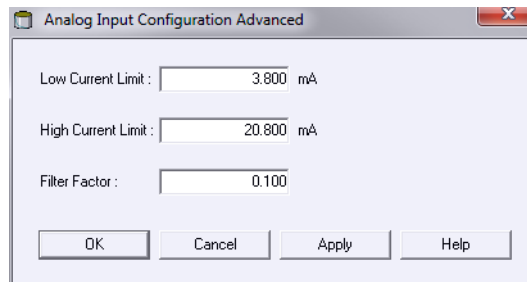 Analog Input Configuration Advanced
Low Current Limit : 3.800 mA
High Current Limit : 20.800 mA
Filter Factor : 0.100
OK Cancel Apply Help